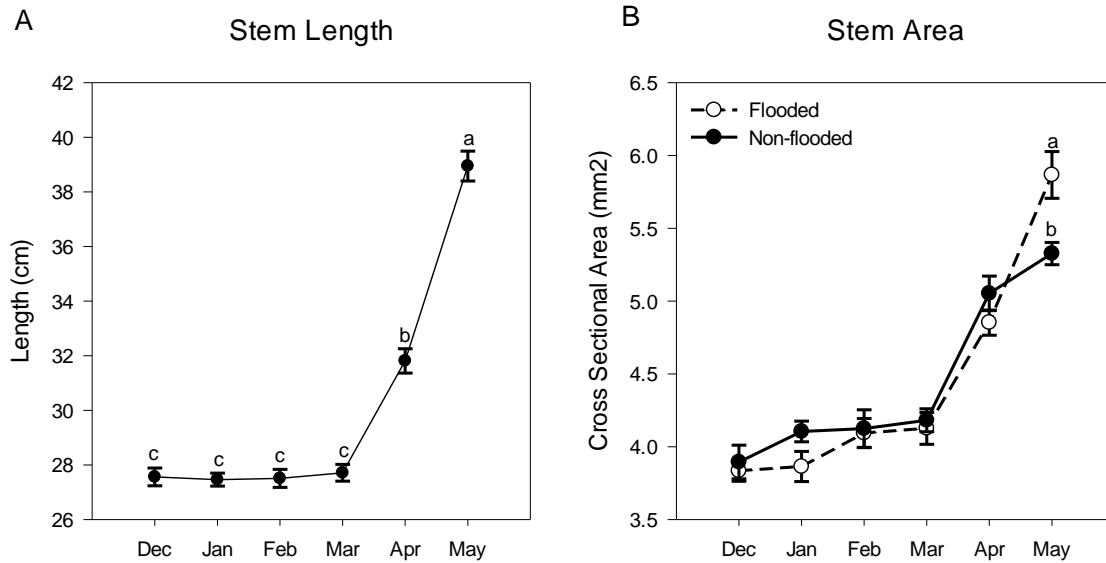 A
Stem Length
Length (cm)
42
40
38
36
34
32
30
28
26
c
c
c
c
b
a
Dec Jan Feb Mar Apr May
B
Stem Area
Cross Sectional Area (mm2)
6.5
6.0
5.5
5.0
4.5
4.0
3.5
Flooded
Non-flooded
a
b
Dec Jan Feb Mar Apr May